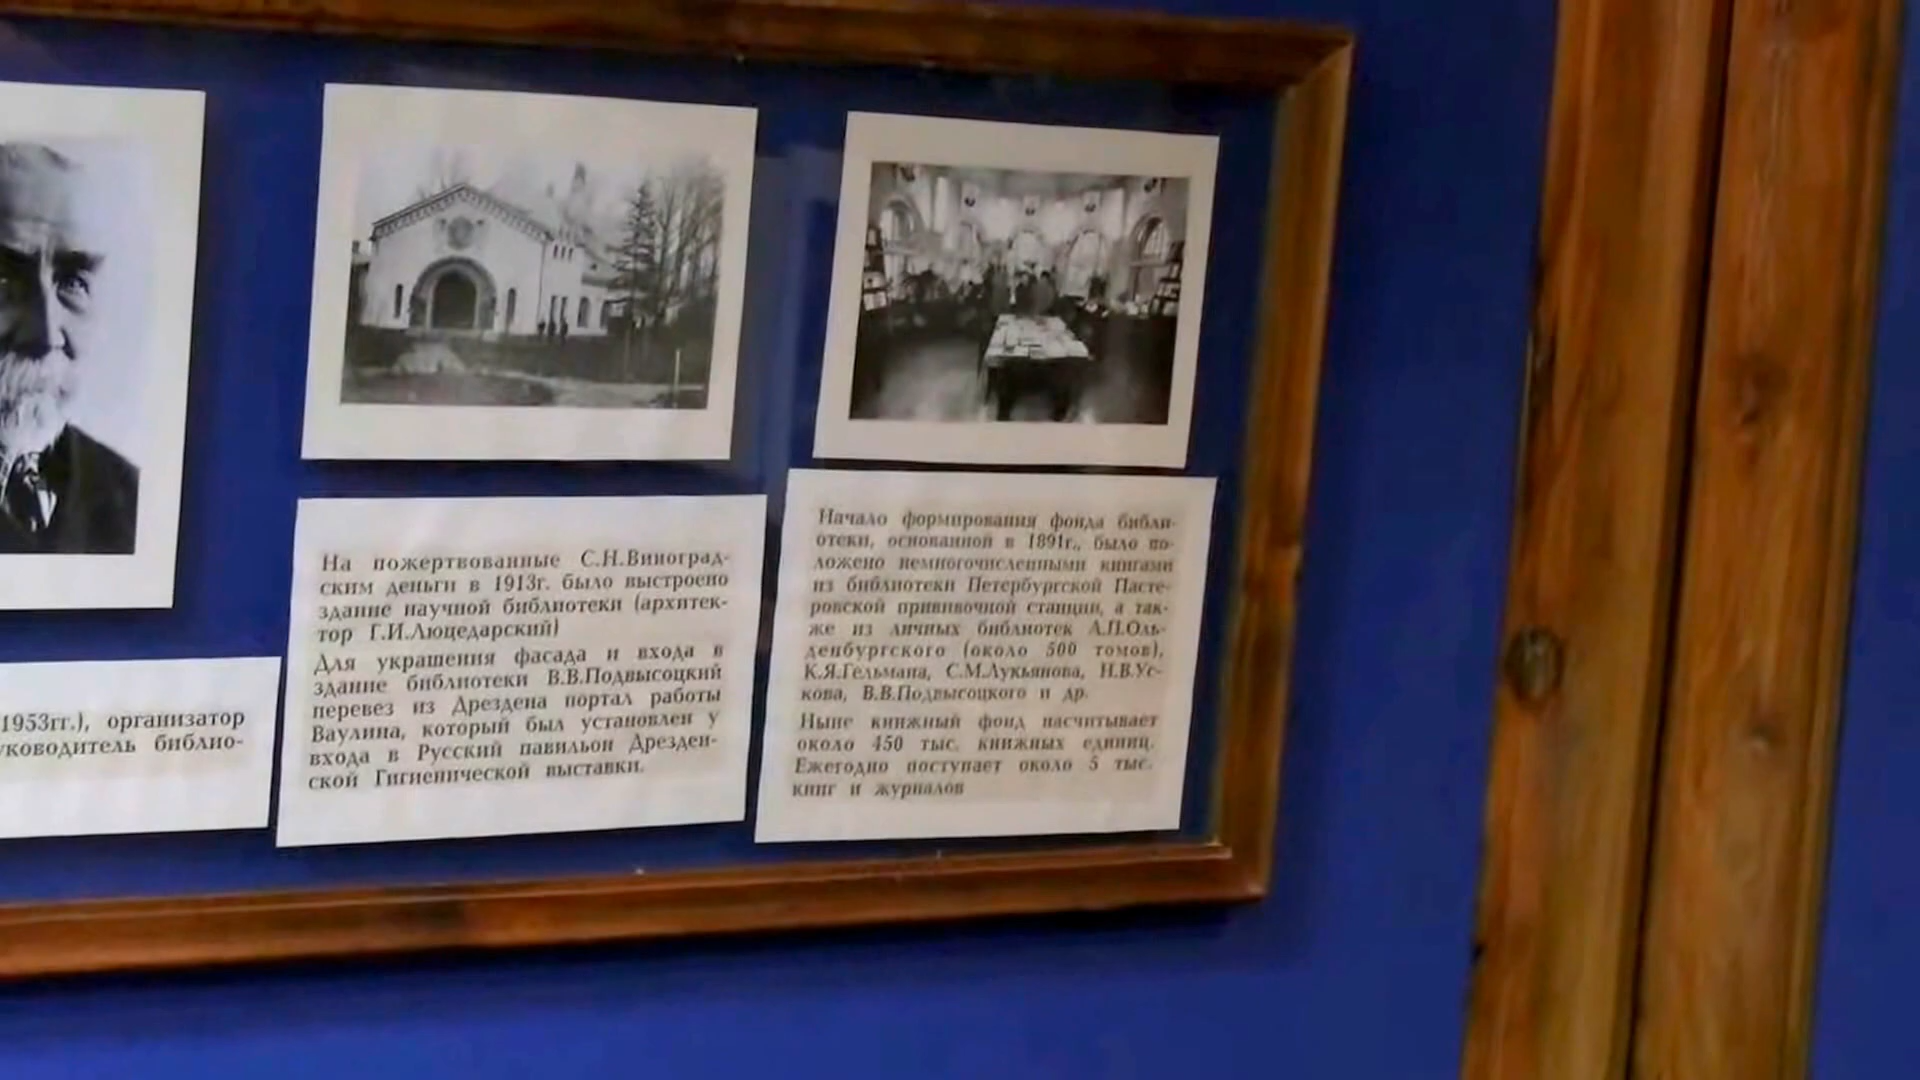 1953гг.), организатор
уководитель библио-
На пожертвованные С.Н.Виноград-
ским деньги в 1913г. было выстроено
здание научной библиотеки (архитек-
тор Г.И.Люцедарский)
Для украшения фасада и входа в
здание библиотеки В.В.Подвысоцкий
перевез из Дрездена портал работы
Ваулина, который был установлен у
входа в Русский павильон Дрезден-
ской Гигиенической выставки.
Начало формирования фонда библи-
отеки, основанной в 1891г., было по-
ложено немногочисленными книгами
из библиотеки Петербургской Пасте-
ровской прививочной станции, а так-
же из личных библиотек А.П.Оль-
денбургского (около 500 томов),
К.Я.Гельмана, С.М.Лукьянова, Н.В.Ус-
кова, В.В.Подвысоцкого и др.
Ныне книжный фонд насчитывает
около 450 тыс. книжных единиц.
Ежегодно поступает около 5 тыс.
книг и журналов